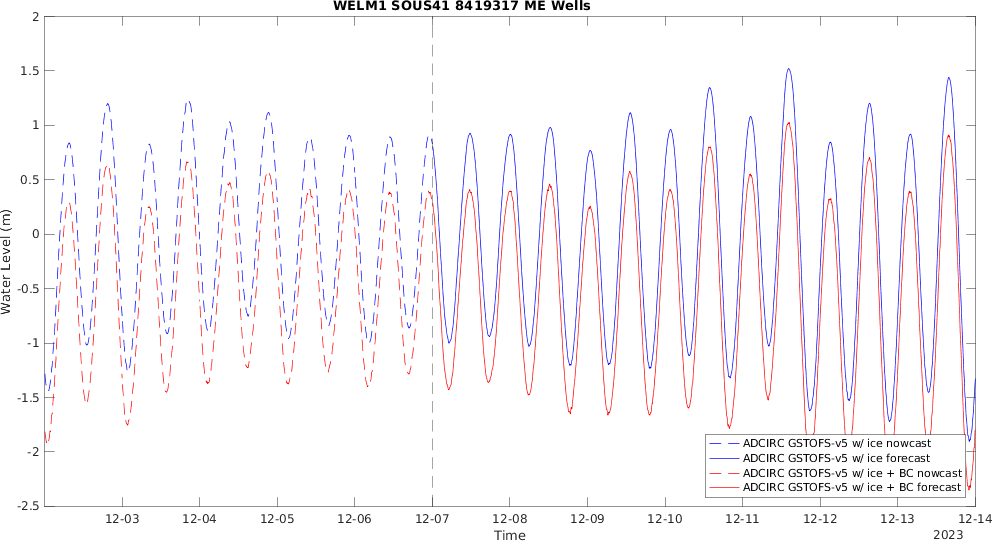 WELM1 SOUS41 8419317 ME Wells
Water Level (m)
2
1.5
1
0.5
0
-0.5
-1
-1.5
-2
-2.5
ADCIRC GSTOFS-v5 w/ ice nowcast
ADCIRC GSTOFS-v5 w/ ice forecast
ADCIRC GSTOFS-v5 w/ ice + BC nowcast
ADCIRC GSTOFS-v5 w/ ice + BC forecast
12-03 12-04 12-05 12-06 12-07 12-08 12-09 12-10 12-11 12-12 12-13 12-14
Time
2023